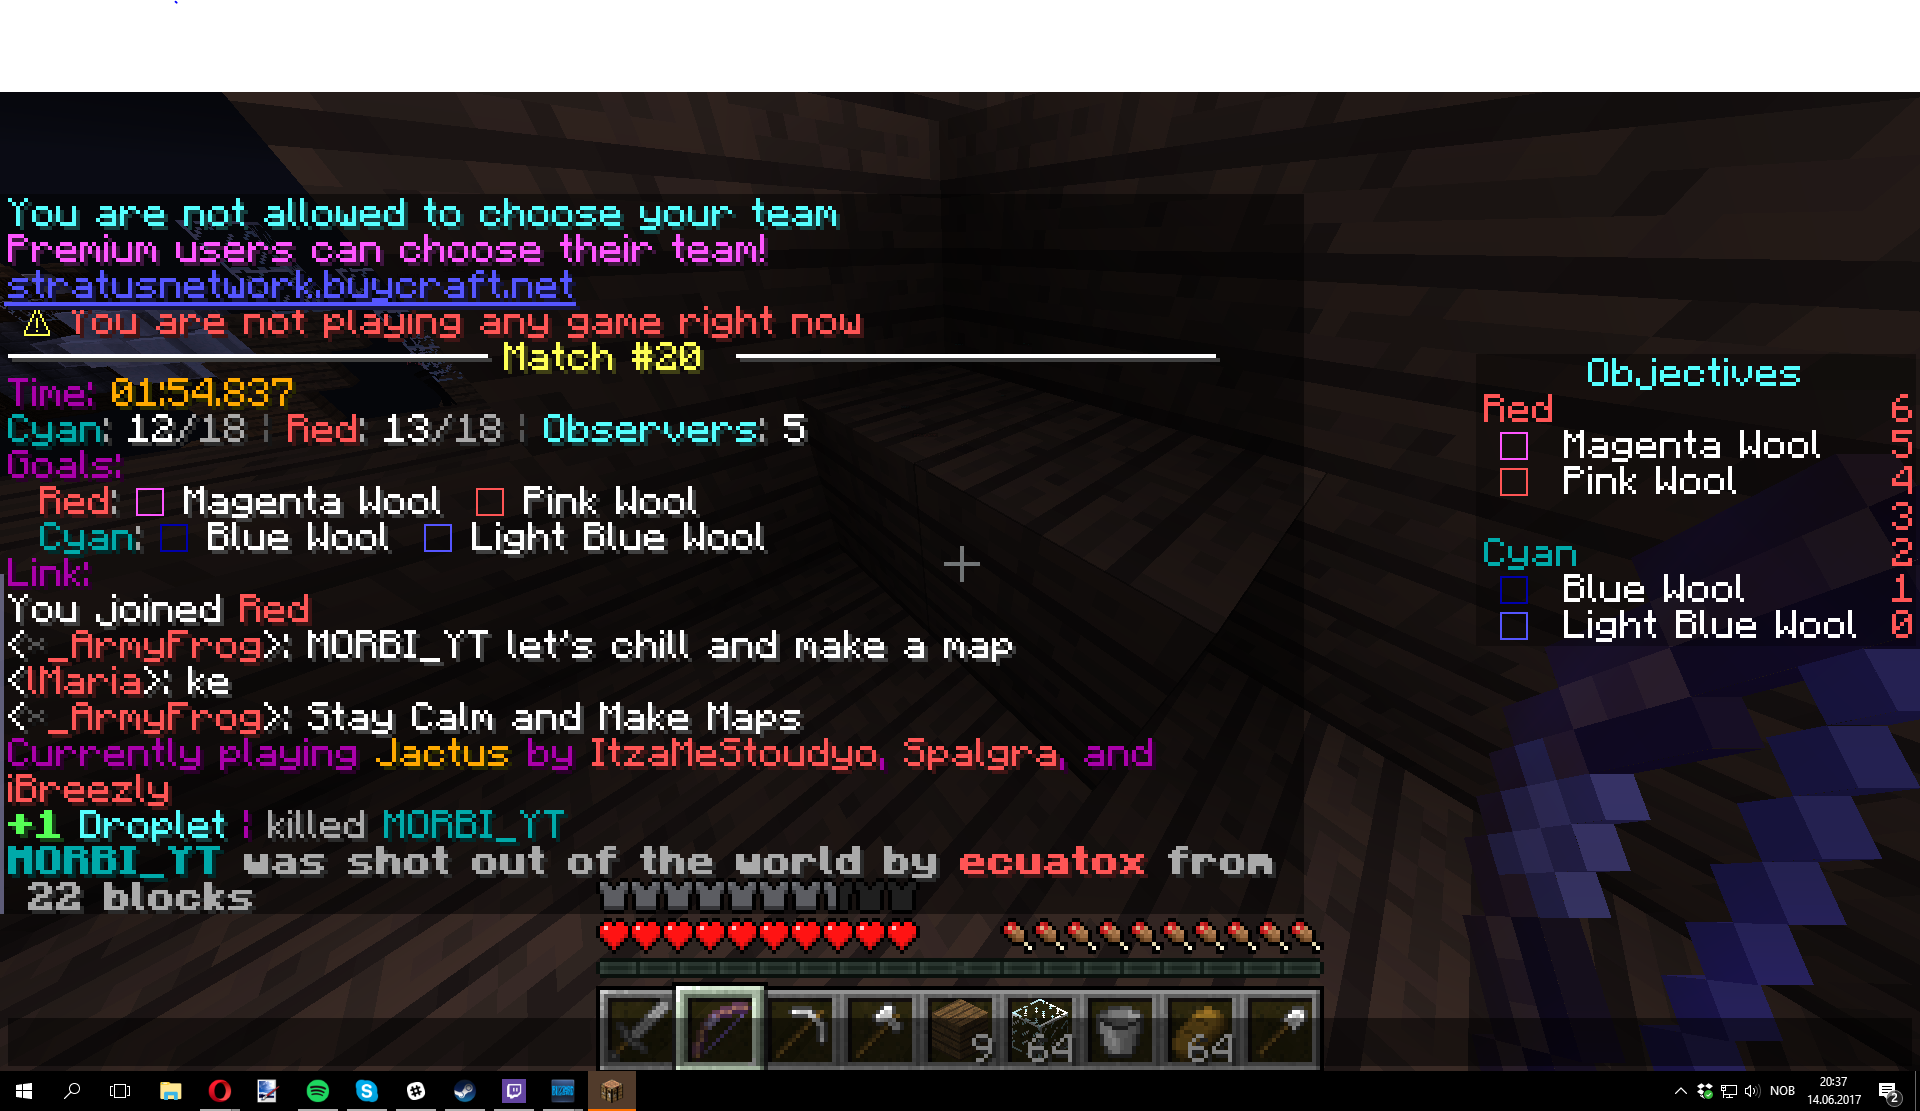 You are not allowed to choose your team
Premium users can choose their team!
stratusnetwork.buycraft.net
⚠ You are not playing any game right now
Match #20
Time: 01:54.837
Cyan: 12/18 | Red: 13/18 | Observers: 5
Goals:
Red: Magenta Wool Pink Wool
Cyan: Blue Wool Light Blue Wool
Link:
You joined Red
<*_ArmyFrog>: MORBI_YT let's chill and make a map
<lMaria>: ke
<*_ArmyFrog>: Stay Calm and Make Maps
Currently playing Jactus by ItzaMeStoudyo, Spalgra, and
iBreezly
+1 Droplet | killed MORBI_YT
MORBI_YT was shot out of the world by ecuatox from
22 blocks
Objectives
Red 6
Magenta Wool 5
Pink Wool 4
3
Cyan 2
Blue Wool 1
Light Blue Wool 0
9 64 64
NOB
20:37
14.06.2017
2